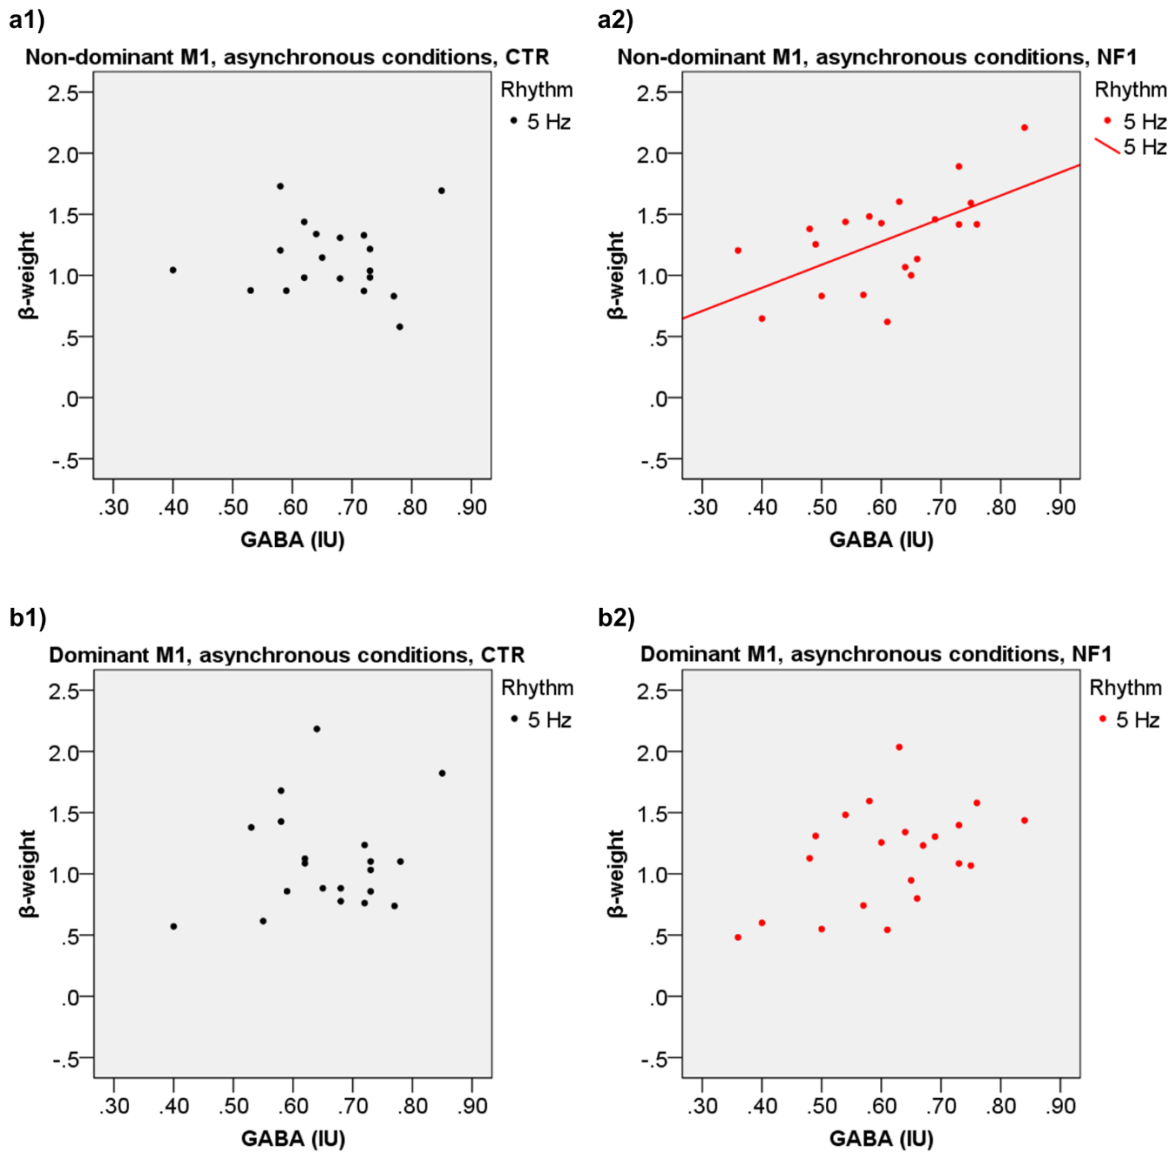 a1)
Non-dominant M1, asynchronous conditions, CTR
Rhythm
5 Hz
2.5
2.0
1.5
1.0
.5
.0
-.5
β-weight
.30 .40 .50 .60 .70 .80 .90
GABA (IU)
a2)
Non-dominant M1, asynchronous conditions, NF1
Rhythm
5 Hz
5 Hz
2.5
2.0
1.5
1.0
.5
.0
-.5
β-weight
.30 .40 .50 .60 .70 .80 .90
GABA (IU)
b1)
Dominant M1, asynchronous conditions, CTR
Rhythm
5 Hz
2.5
2.0
1.5
1.0
.5
.0
-.5
β-weight
.30 .40 .50 .60 .70 .80 .90
GABA (IU)
b2)
Dominant M1, asynchronous conditions, NF1
Rhythm
5 Hz
2.5
2.0
1.5
1.0
.5
.0
-.5
β-weight
.30 .40 .50 .60 .70 .80 .90
GABA (IU)